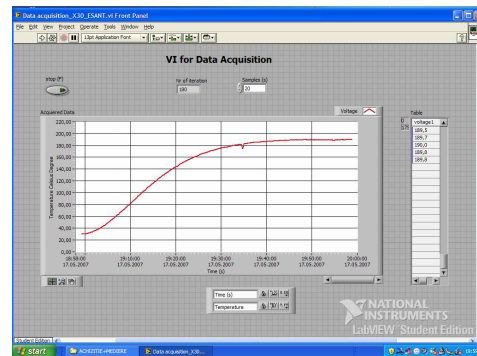 Data acquisition_X30_ESANT.vi Front Panel
File Edit View Project Operate Tools Window Help
13pt Application Font
VI for Data Acquisition
stop (F)
Nr of iteration
180
Samples (s)
20
Acquired Data
Voltage
Temperature Celsius Degree
220,00
200,00
180,00
160,00
140,00
120,00
100,00
80,00
60,00
40,00
20,00
0,00
18:58:00
17.05.2007
19:10:00
17.05.2007
19:20:00
17.05.2007
19:30:00
17.05.2007
19:40:00
17.05.2007
19:50:00
17.05.2007
20:00:00
17.05.2007
Time (s)
Table
voltage1
189,5
189,7
190,0
189,8
189,8
Time (s)
Temperature
NATIONAL
INSTRUMENTS
LabVIEW Student Edition
Student Edition
start
Data acquisition_X30...